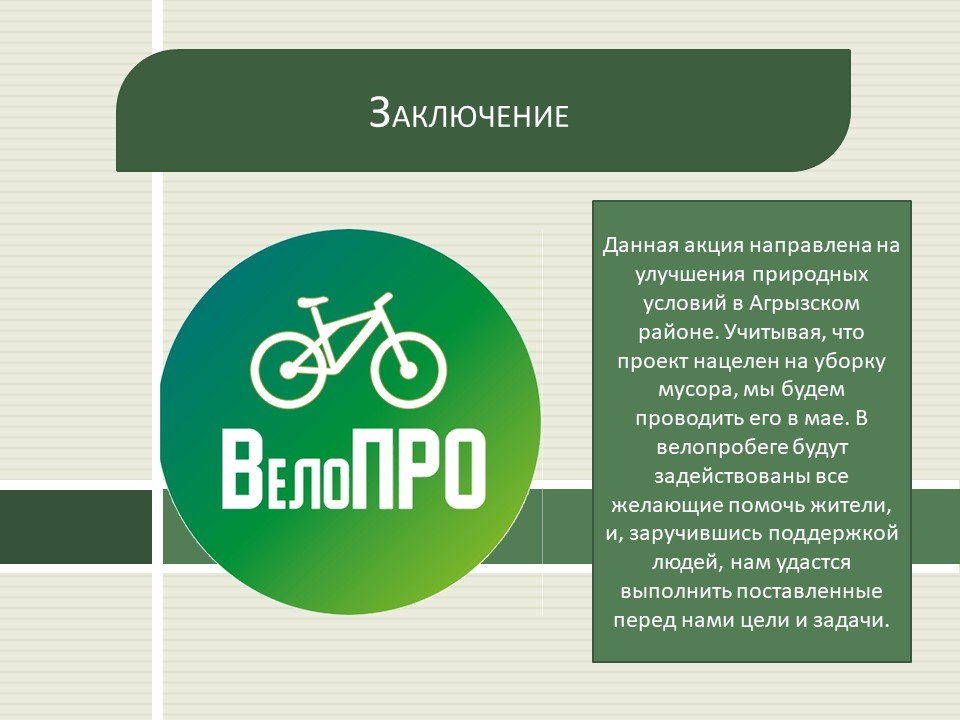 Заключение
ВелоПРО
Данная акция направлена на
улучшения природных
условий в Агрызском
районе. Учитывая, что
проект нацелен на уборку
мусора, мы будем
проводить его в мае. В
велопробеге будут
задействованы все
желающие помочь жители,
и, заручившись поддержкой
людей, нам удастся
выполнить поставленные
перед нами цели и задачи.